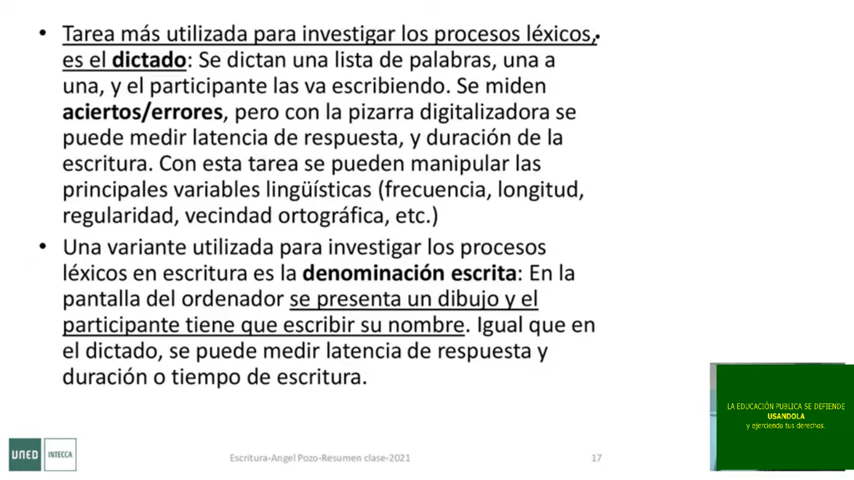 • Tarea más utilizada para investigar los procesos léxicos,
es el dictado: Se dictan una lista de palabras, una a
una, y el participante las va escribiendo. Se miden
aciertos/errores, pero con la pizarra digitalizadora se
puede medir latencia de respuesta, y duración de la
escritura. Con esta tarea se pueden manipular las
principales variables lingüísticas (frecuencia, longitud,
regularidad, vecindad ortográfica, etc.)
• Una variante utilizada para investigar los procesos
léxicos en escritura es la denominación escrita: En la
pantalla del ordenador se presenta un dibujo y el
participante tiene que escribir su nombre. Igual que en
el dictado, se puede medir latencia de respuesta y
duración o tiempo de escritura.
LA EDUCACIÓN PUBLICA SE DEFIENDE
USANDOLA
y ejerciendo tus derechos.
UNED INTECCA
Escritura-Angel Pozo-Resumen clase-2021
17